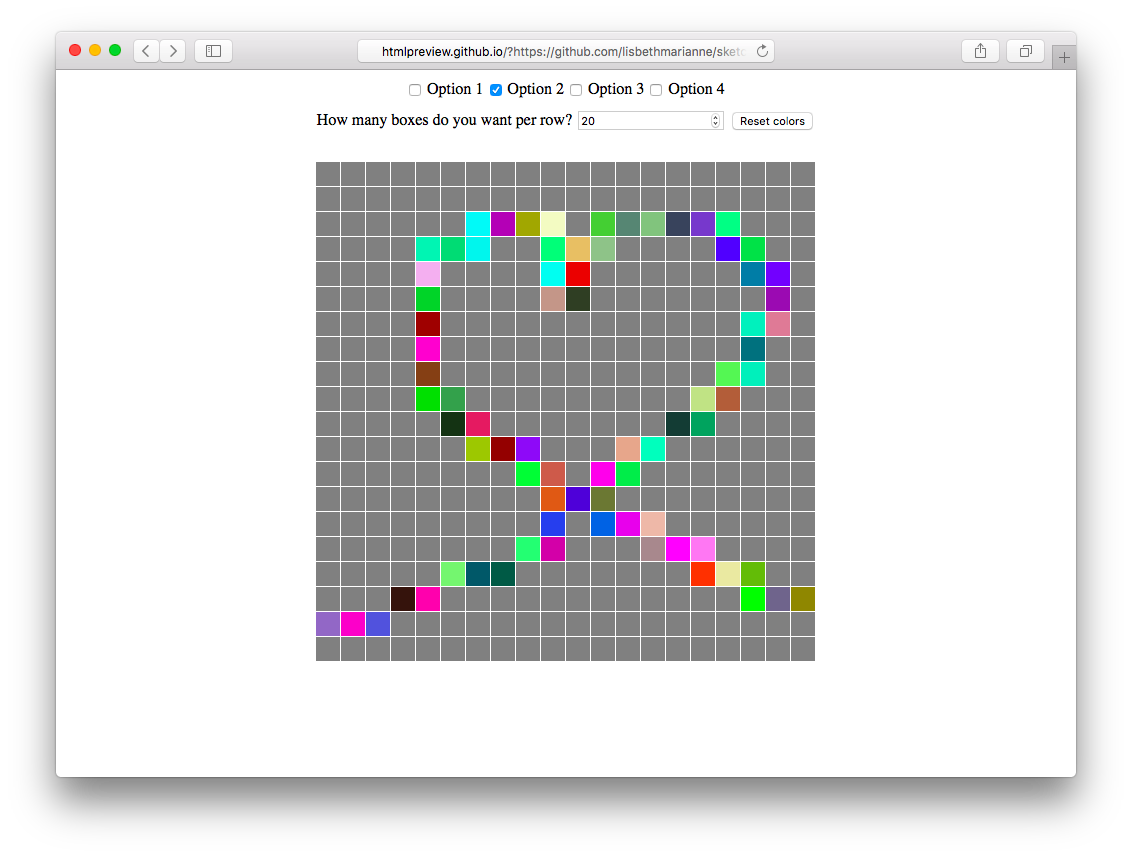 htmlpreview.github.io/?https://github.com/lisbethmarianne/sketc
Option 1 Option 2 Option 3 Option 4
How many boxes do you want per row? 20 Reset colors